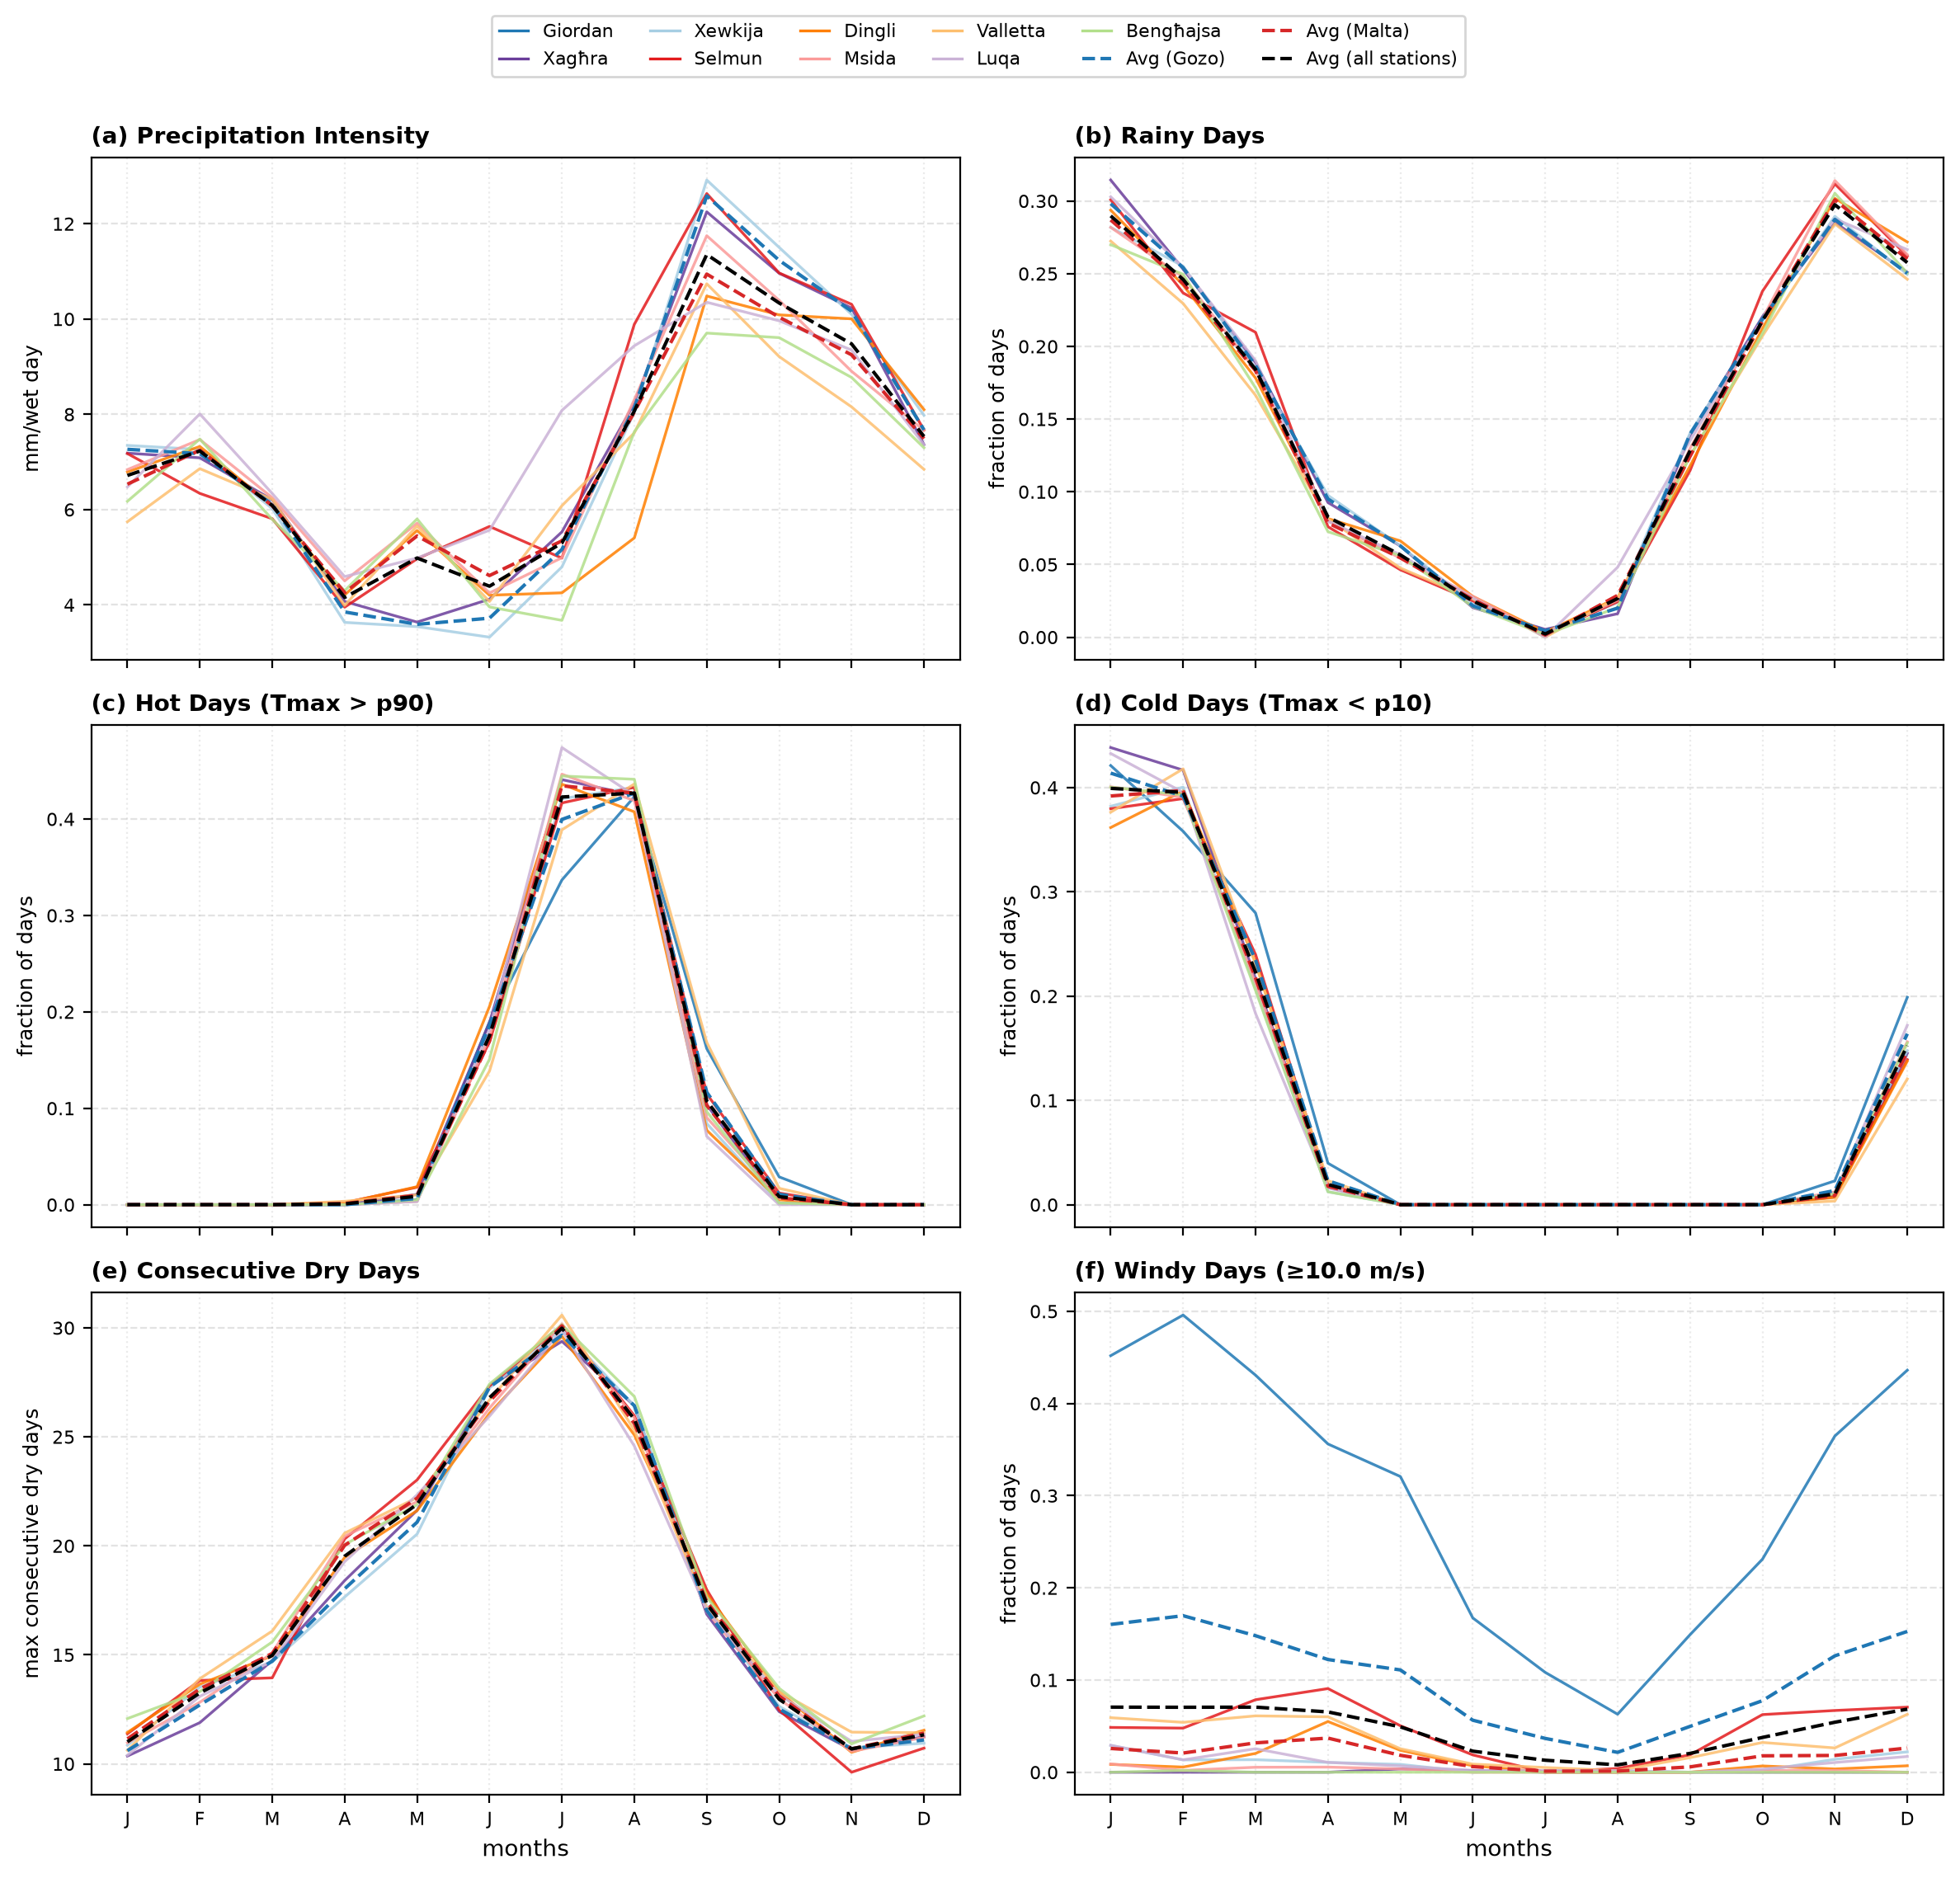 Giordan Xewkija Dingli Valletta Bengħajsa Avg (Malta)
Xagħra Selmun Msida Luqa Avg (Gozo) Avg (all stations)
(a) Precipitation Intensity
mm/wet day
12
10
8
6
4
(b) Rainy Days
fraction of days
0.30
0.25
0.20
0.15
0.10
0.05
0.00
(c) Hot Days (Tmax > p90)
fraction of days
0.4
0.3
0.2
0.1
0.0
(d) Cold Days (Tmax < p10)
fraction of days
0.4
0.3
0.2
0.1
0.0
(e) Consecutive Dry Days
max consecutive dry days
30
25
20
15
10
J F M A M J J A S O N D
months
(f) Windy Days (≥10.0 m/s)
fraction of days
0.5
0.4
0.3
0.2
0.1
0.0
J F M A M J J A S O N D
months